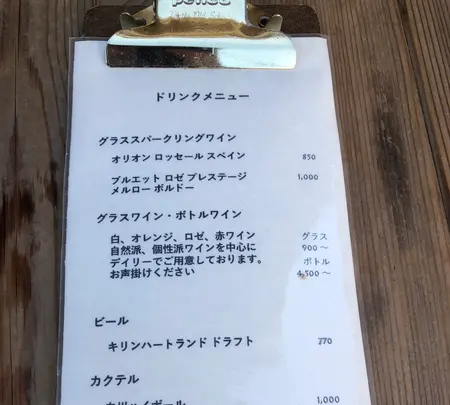 ドリンクメニュー
グラススパークリングワイン
オリオン ロッセール スペイン 850
ブルエット ロゼ プレステージ 1,000
メルロー ボルドー
グラスワイン・ボトルワイン
白、オレンジ、ロゼ、赤ワイン グラス
自然派、個性派ワインを中心に 900～
デイリーでご用意しております。 ボトル
お声掛けください 4,500～
ビール
キリンハートランド ドラフト 770
カクテル
ハイボール 1,000